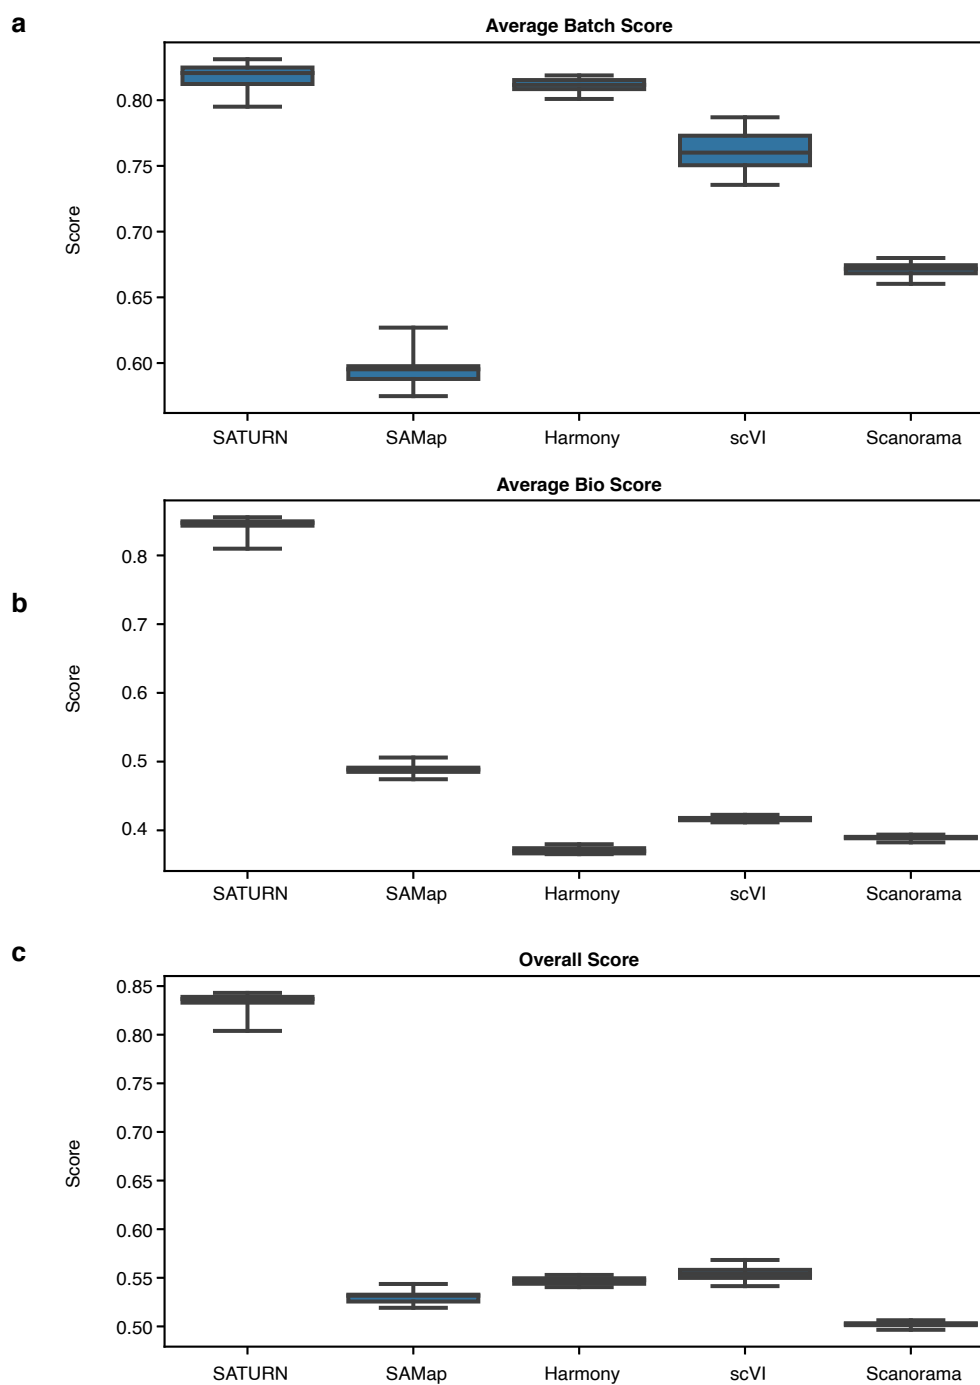 a
Average Batch Score
0.80
0.75
0.70
0.65
0.60
Score
SATURN SAMap Harmony scVI Scanorama
Average Bio Score
b
0.8
0.7
0.6
0.5
0.4
Score
SATURN SAMap Harmony scVI Scanorama
c
Overall Score
0.85
0.80
0.75
0.70
0.65
0.60
0.55
0.50
Score
SATURN SAMap Harmony scVI Scanorama